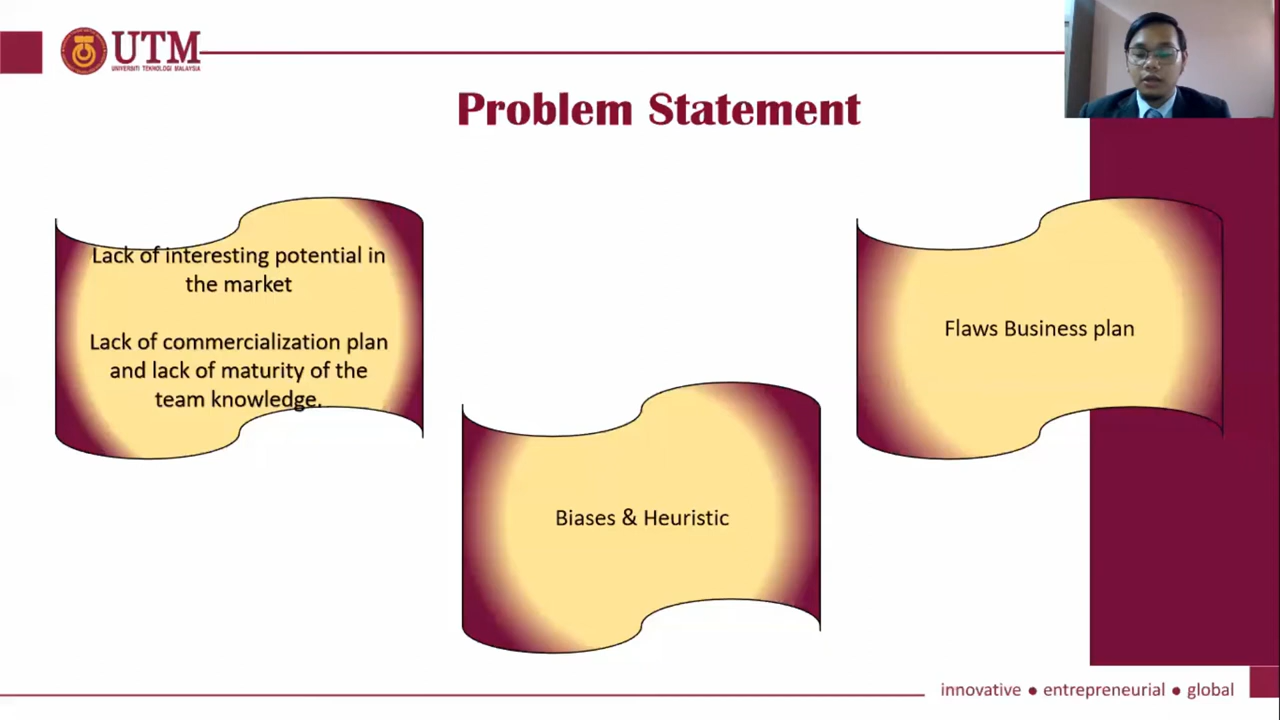 UTM
UNIVERSITI TEKNOLOGI MALAYSIA
Problem Statement
Lack of interesting potential in
the market
Lack of commercialization plan
and lack of maturity of the
team knowledge.
Biases & Heuristic
Flaws Business plan
innovative ● entrepreneurial ● global